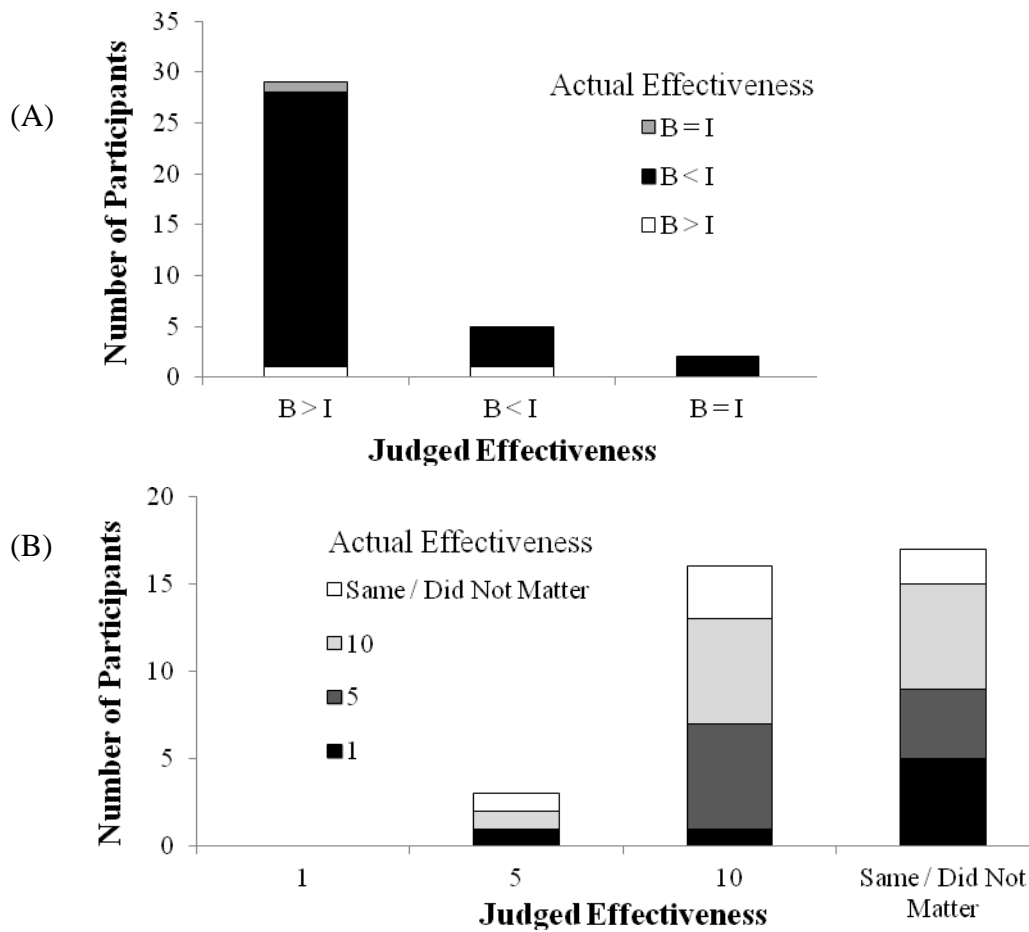 (A)
Number of Participants
35
30
25
20
15
10
5
0
Actual Effectiveness
B = I
B < I
B > I
B > I B < I B = I
Judged Effectiveness
(B)
Number of Participants
20
15
10
5
0
Actual Effectiveness
Same / Did Not Matter
10
5
1
1 5 10 Same / Did Not
Matter
Judged Effectiveness